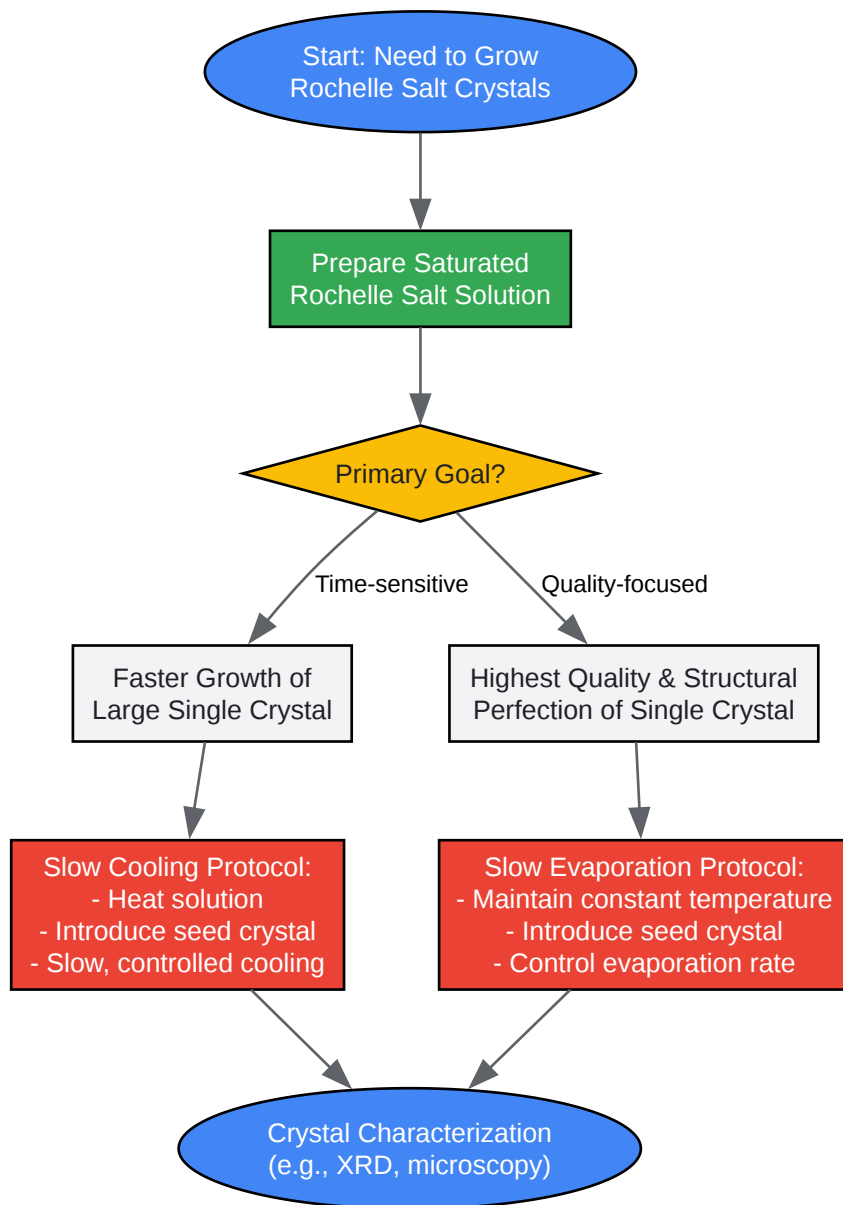 Start: Need to Grow
Rochelle Salt Crystals
Prepare Saturated
Rochelle Salt Solution
Primary Goal?
Time-sensitive
Quality-focused
Faster Growth of
Large Single Crystal
Highest Quality & Structural
Perfection of Single Crystal
Slow Cooling Protocol:
- Heat solution
- Introduce seed crystal
- Slow, controlled cooling
Slow Evaporation Protocol:
- Maintain constant temperature
- Introduce seed crystal
- Control evaporation rate
Crystal Characterization
(e.g., XRD, microscopy)